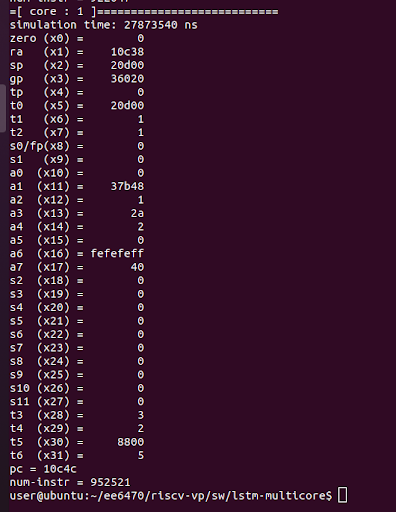 num-instr = 922047
=[ core : 1 ]===========================
simulation time: 27873540 ns
zero (x0) = 0
ra (x1) = 10c38
sp (x2) = 20d00
gp (x3) = 36020
tp (x4) = 0
t0 (x5) = 20d00
t1 (x6) = 1
t2 (x7) = 1
s0/fp(x8) = 0
s1 (x9) = 0
a0 (x10) = 0
a1 (x11) = 37b48
a2 (x12) = 1
a3 (x13) = 2a
a4 (x14) = 2
a5 (x15) = 0
a6 (x16) = fefefeff
a7 (x17) = 40
s2 (x18) = 0
s3 (x19) = 0
s4 (x20) = 0
s5 (x21) = 0
s6 (x22) = 0
s7 (x23) = 0
s8 (x24) = 0
s9 (x25) = 0
s10 (x26) = 0
s11 (x27) = 0
t3 (x28) = 3
t4 (x29) = 2
t5 (x30) = 8800
t6 (x31) = 5
pc = 10c4c
num-instr = 952521
user@ubuntu:~/ee6470/riscv-vp/sw/lstm-multicore$